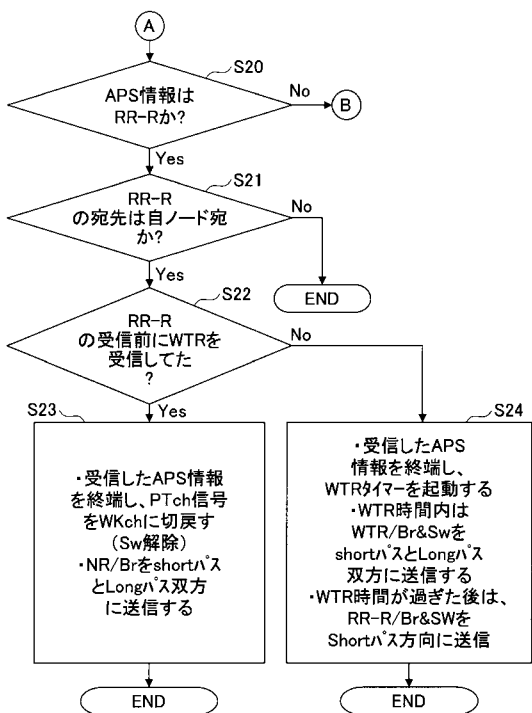 A
S20
APS情報は
RR-Rか?
No
B
Yes
S21
RR-R
の宛先は自ノード宛
か?
No
END
Yes
S22
RR-R
の受信前にWTRを
受信してた
?
No
Yes
S23
・受信したAPS情報
を終端し、PTch信号
をWKchに切戻す
(Sw解除)
・NR/Brをshortパス
とLongパス双方
に送信する
END
S24
・受信したAPS
情報を終端し、
WTRタイマーを起動する
・WTR時間内は
WTR/Br&Swを
shortパスとLongパス
双方に送信する
・WTR時間が過ぎた後は、
RR-R/Br&SWを
Shortパス方向に送信
END